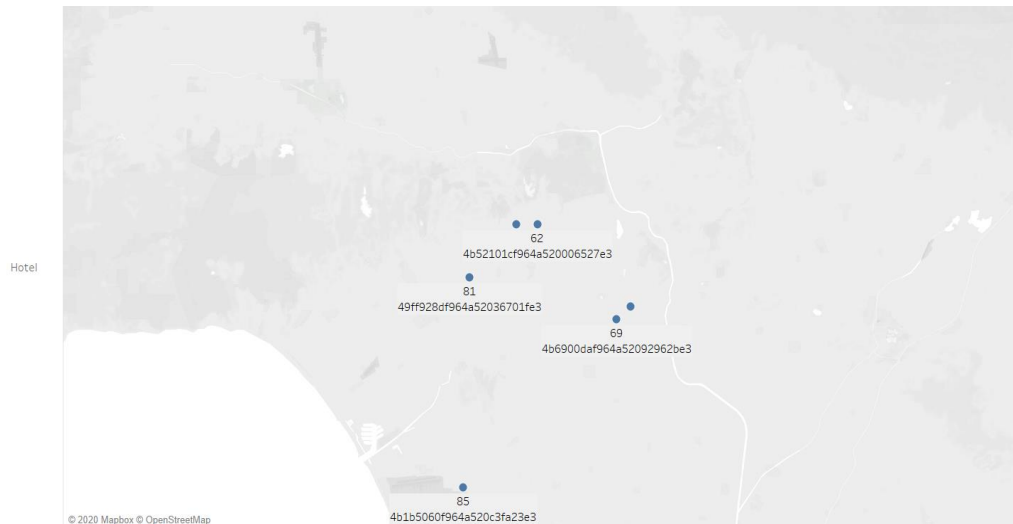 62
4b52101cf964a520006527e3
Hotel
81
49ff928df964a52036701fe3
69
4b6900daf964a52092962be3
85
4b1b5060f964a520c3fa23e3
© 2020 Mapbox © OpenStreetMap